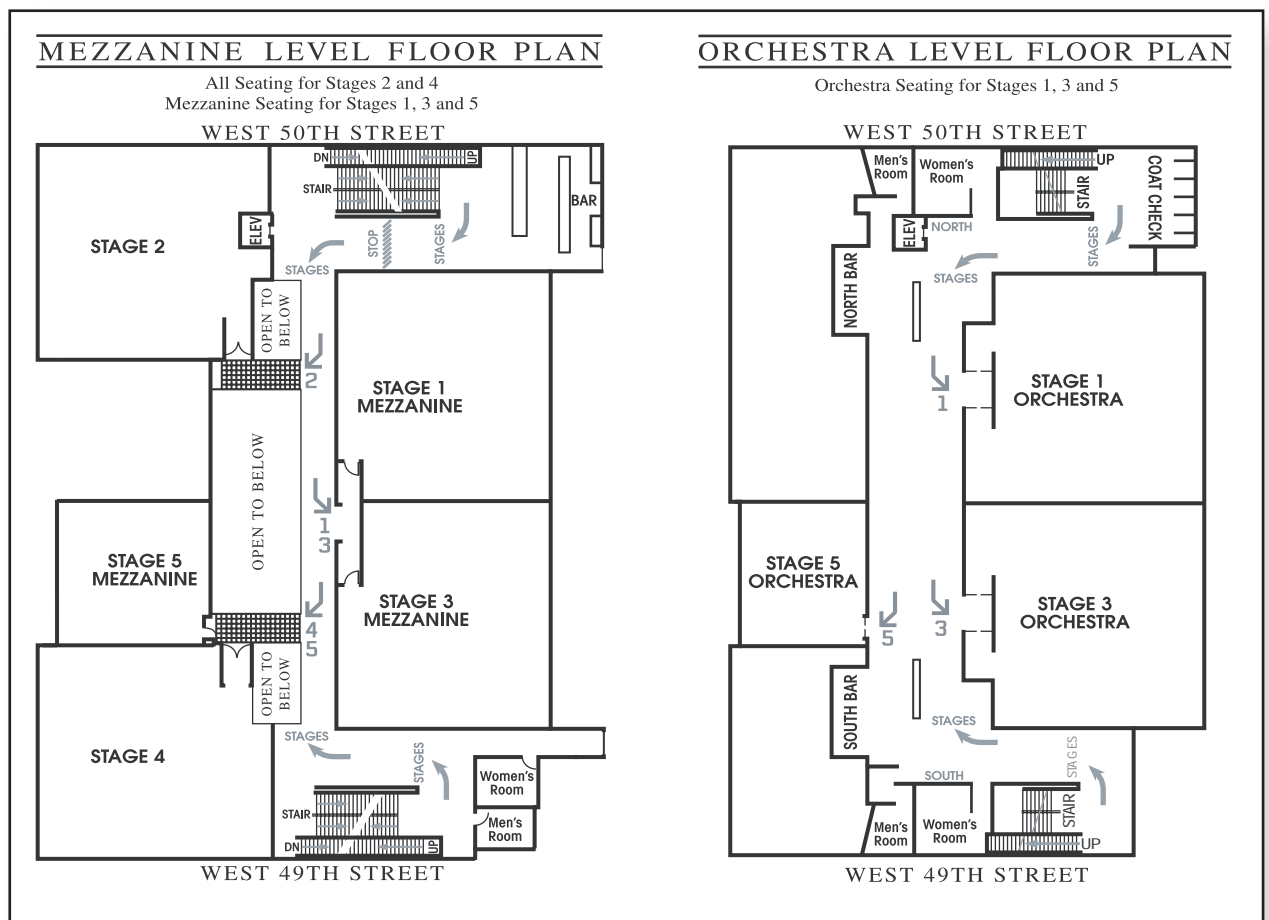 MEZZANINE LEVEL FLOOR PLAN
All Seating for Stages 2 and 4
Mezzanine Seating for Stages 1, 3 and 5
WEST 50TH STREET
DN
UP
STAIR
BAR
ELEV
STAGE 2
STOP
STAGES
STAGES
OPEN TO
BELOW
2
STAGE 1
MEZZANINE
OPEN TO BELOW
1
3
STAGE 5
MEZZANINE
STAGE 3
MEZZANINE
4
5
OPEN TO
BELOW
STAGES
STAGES
STAGE 4
Women's
Room
STAIR
Men's
Room
DN
UP
WEST 49TH STREET
ORCHESTRA LEVEL FLOOR PLAN
Orchestra Seating for Stages 1, 3 and 5
WEST 50TH STREET
Men's
Room
Women's
Room
UP
STAIR
COAT CHECK
ELEV
NORTH
STAGES
STAGES
NORTH BAR
STAGE 1
ORCHESTRA
1
STAGE 5
ORCHESTRA
STAGE 3
ORCHESTRA
5
3
SOUTH BAR
STAGES
STAGES
SOUTH
STAIR
Men's
Room
Women's
Room
UP
WEST 49TH STREET